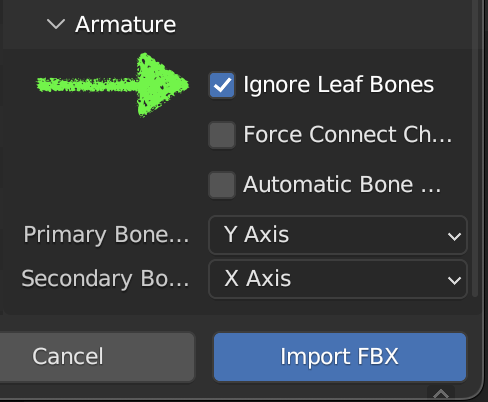 Armature
Ignore Leaf Bones
Force Connect Ch...
Automatic Bone ...
Primary Bone... Y Axis
Secondary Bo... X Axis
Cancel Import FBX